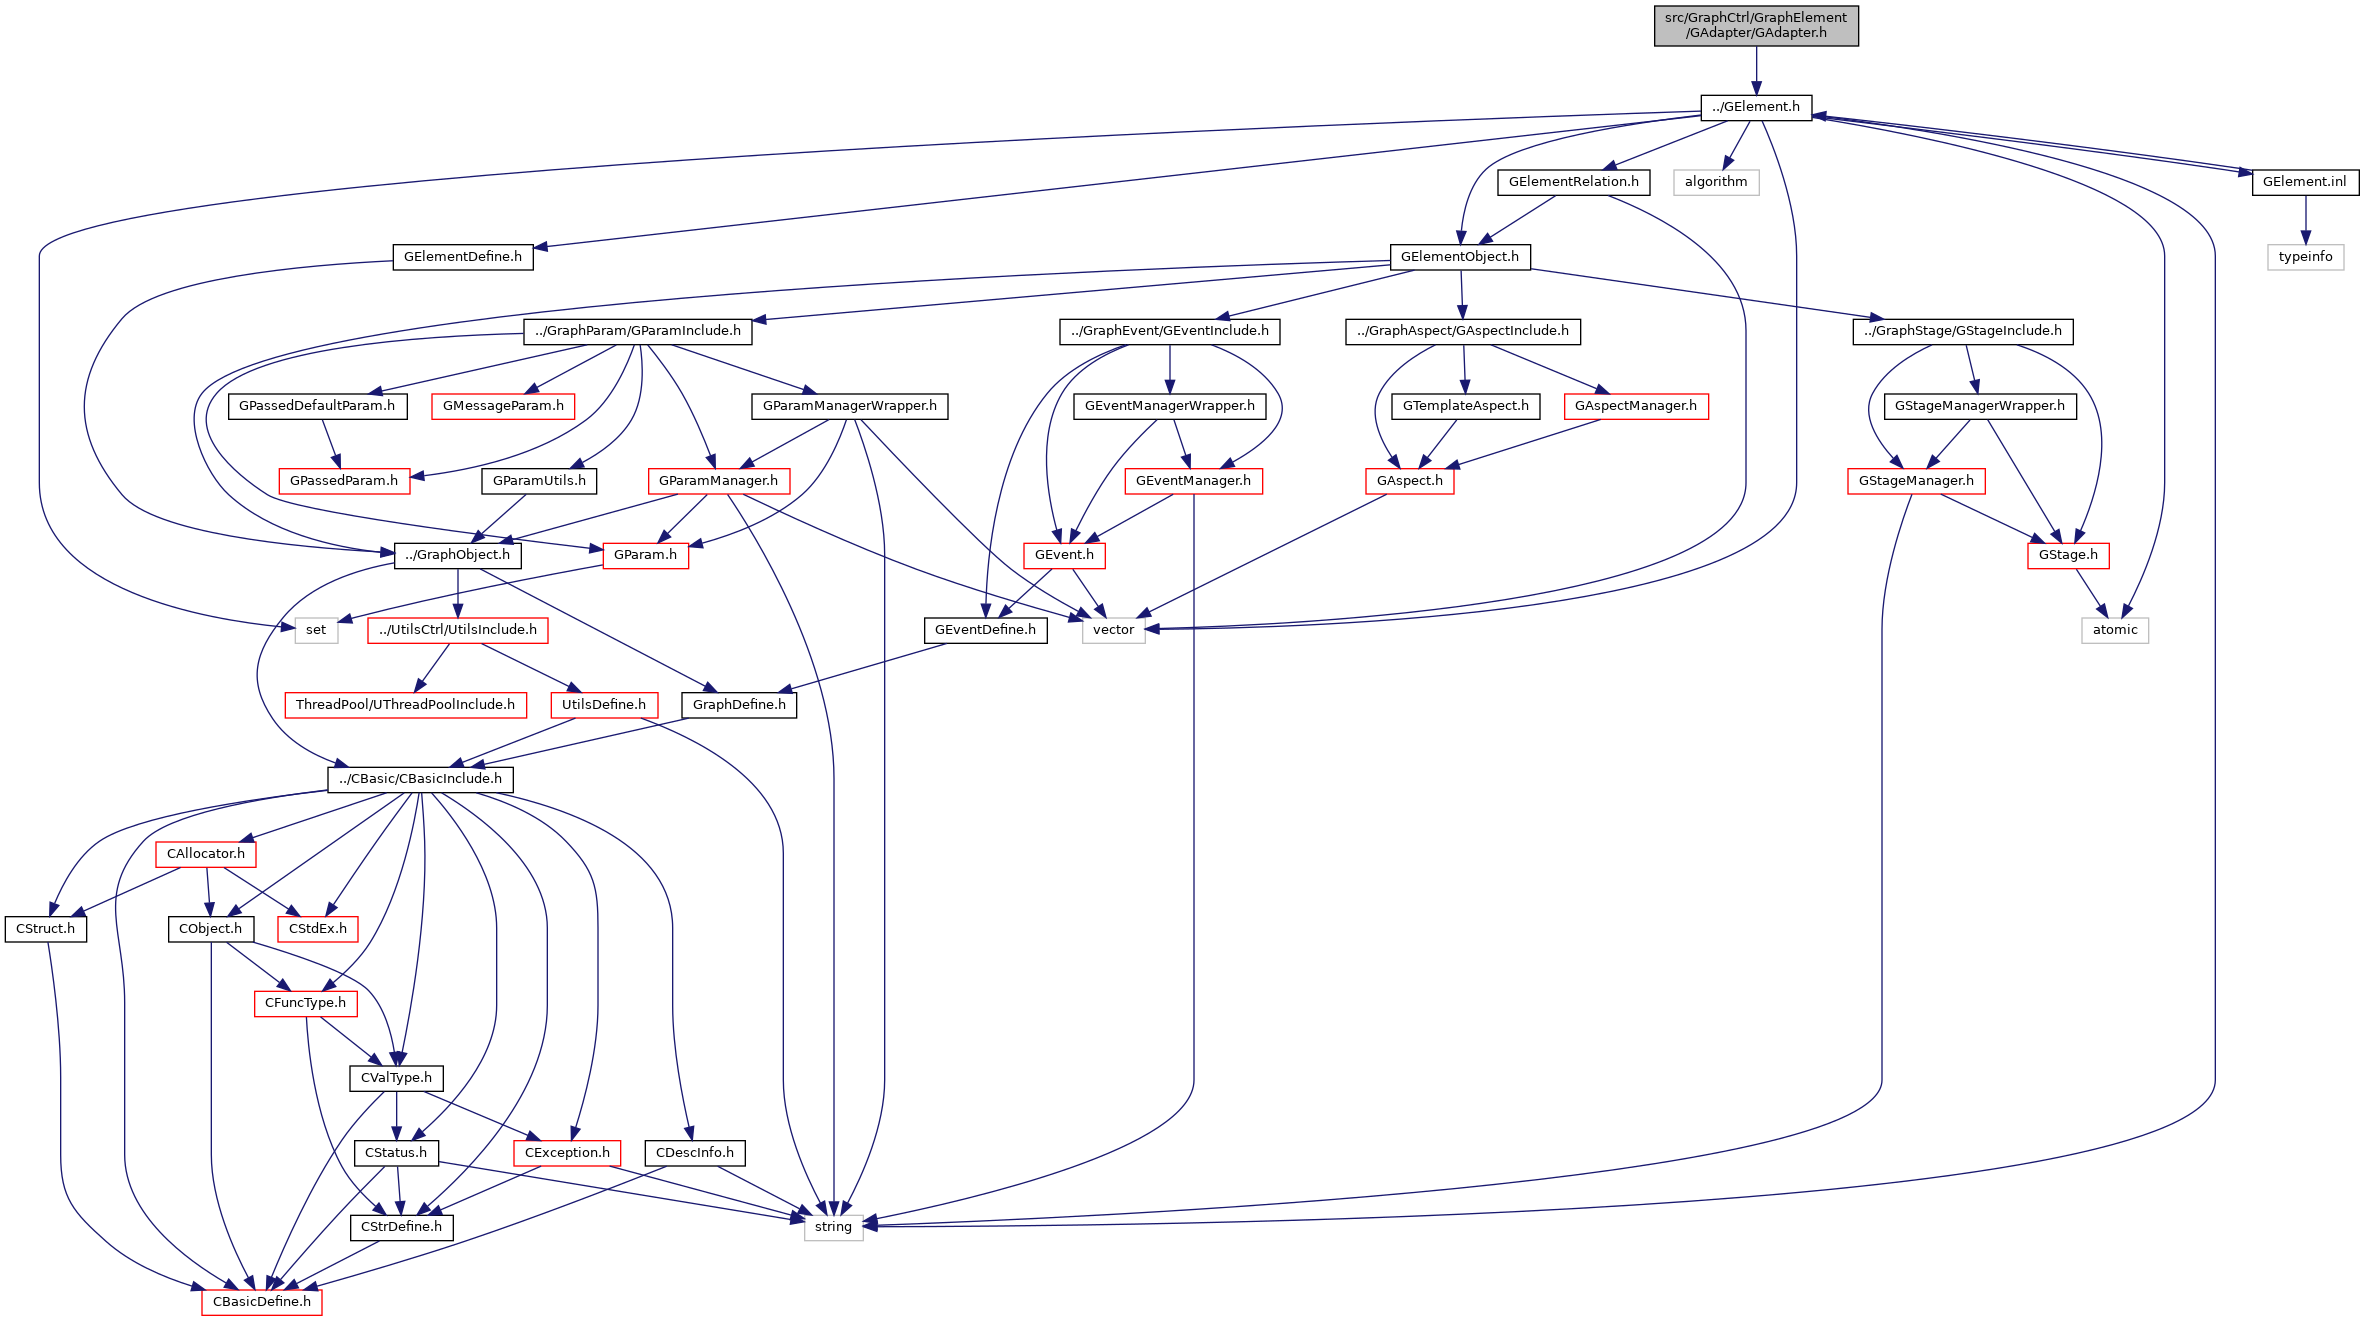 src/GraphCtrl/GraphElement
/GAdapter/GAdapter.h
../GElement.h
GElementRelation.h
algorithm
GElement.inl
GElementDefine.h
GElementObject.h
typeinfo
../GraphParam/GParamInclude.h
../GraphEvent/GEventInclude.h
../GraphAspect/GAspectInclude.h
../GraphStage/GStageInclude.h
GPassedDefaultParam.h
GMessageParam.h
GParamManagerWrapper.h
GEventManagerWrapper.h
GTemplateAspect.h
GAspectManager.h
GStageManagerWrapper.h
GPassedParam.h
GParamUtils.h
GParamManager.h
GEventManager.h
GAspect.h
GStageManager.h
../GraphObject.h
GParam.h
GEvent.h
GStage.h
set
../UtilsCtrl/UtilsInclude.h
GEventDefine.h
vector
atomic
ThreadPool/UThreadPoolInclude.h
UtilsDefine.h
GraphDefine.h
../CBasic/CBasicInclude.h
CAllocator.h
CStruct.h
CObject.h
CStdEx.h
CFuncType.h
CValType.h
CStatus.h
CException.h
CDescInfo.h
CStrDefine.h
string
CBasicDefine.h